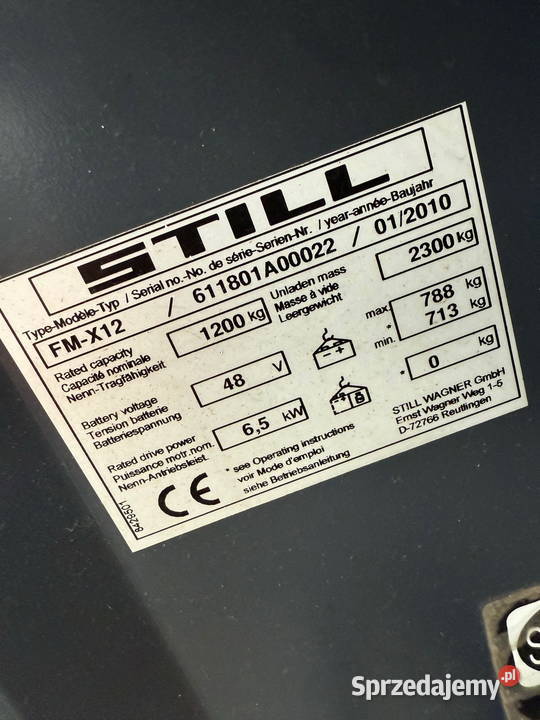 STILL
Type-Modèle-Typ / Serial no.-No. de série-Serien-Nr. / year-année-Baujahr
FM-X12 / 611801A00022 / 01/2010
Rated capacity
Capacité nominale
Nenn-Tragfähigkeit
1200 kg
Unladen mass
Masse à vide
Leergewicht
2300 kg
Battery voltage
Tension batterie
Batteriespannung
48 V
max. 788 kg
* min. 713 kg
Rated drive power
Puissance motr.nom.
Nenn-Antriebsleist.
6,5 kW
* 0 kg
* see Operating instructions
voir Mode d'emploi
siehe Betriebsanleitung
STILL WAGNER GmbH
Ernst Wagner Weg 1-5
D-72766 Reutlingen
CE
8429501
S
Sprzedajemy.pl